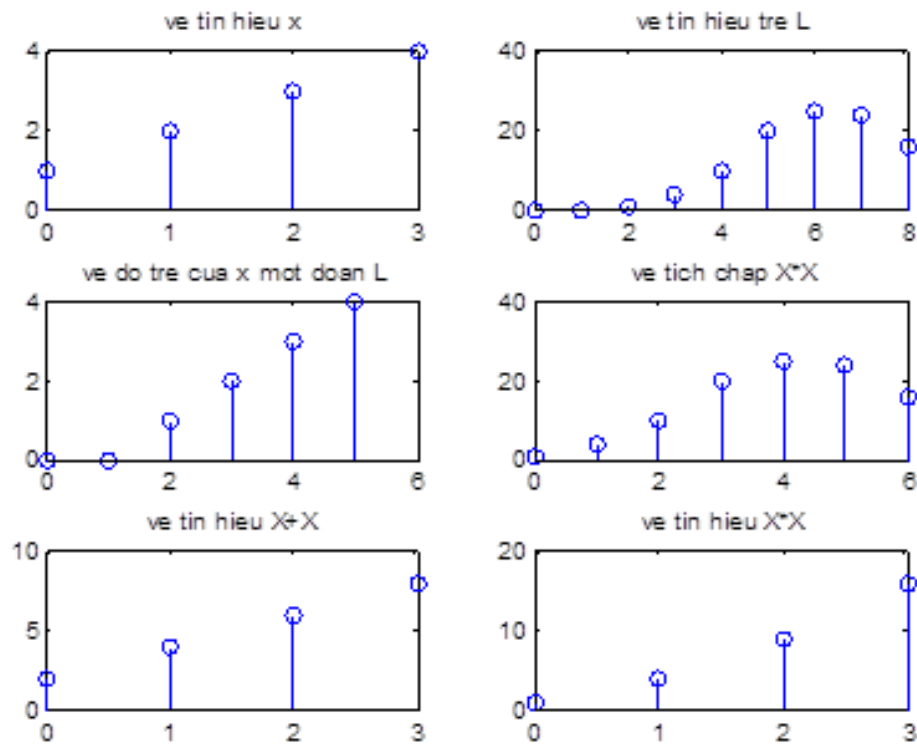 ve tin hieu x
4
2
0
0 1 2 3
ve tin hieu tre L
40
20
0
0 2 4 6 8
ve do tre cua x mot doan L
4
2
0
0 2 4 6
ve tich chap X*X
40
20
0
0 2 4 6
ve tin hieu X+X
10
5
0
0 1 2 3
ve tin hieu X*X
20
10
0
0 1 2 3